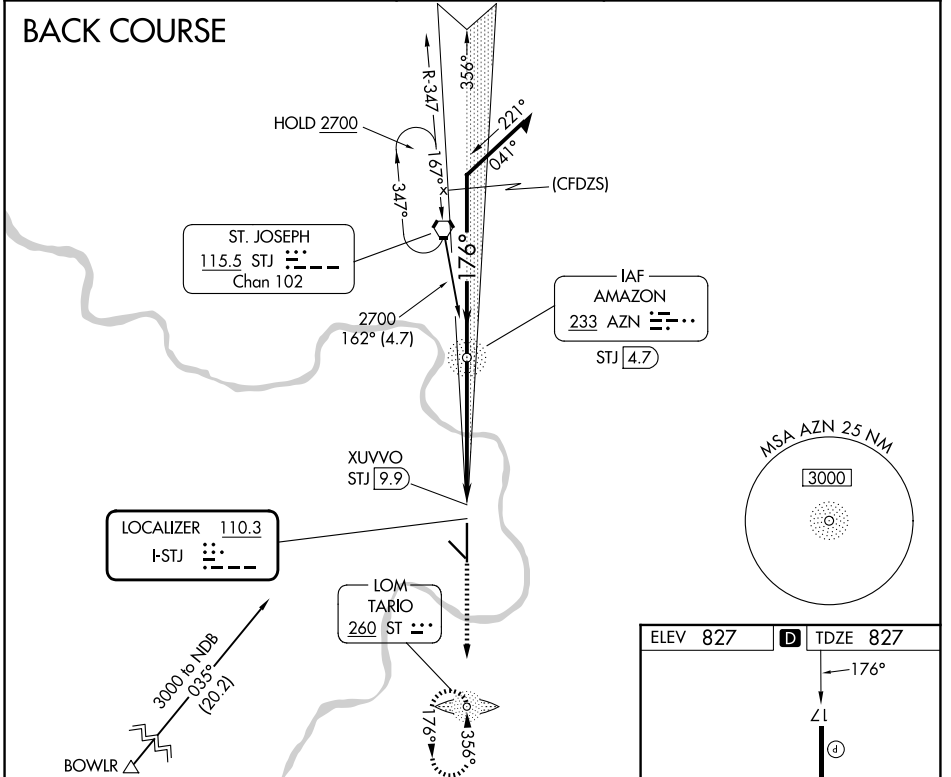 BACK COURSE
R-347
356°
HOLD 2700
167°
347°
221°
041°
(CFDZS)
176°
ST. JOSEPH
115.5 STJ
Chan 102
IAF
AMAZON
233 AZN
STJ 4.7
2700
162° (4.7)
MSA AZN 25 NM
3000
XUVVO
STJ 9.9
LOCALIZER 110.3
I-STJ
LOM
TARIO
260 ST
3000 to NDB
035°
(20.2)
BOWLR
176°
356°
ELEV 827 D TDZE 827
176°
17
P